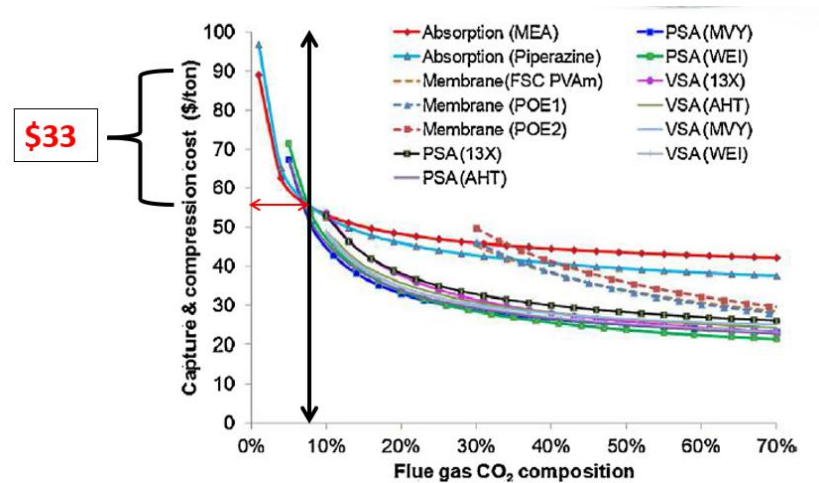 $33
Capture & compression cost ($/ton)
100
90
80
70
60
50
40
30
20
10
0
Absorption (MEA)
Absorption (Piperazine)
Membrane (FSC PVAm)
Membrane (POE1)
Membrane (POE2)
PSA (13X)
PSA (AHT)
PSA (MVY)
PSA (WEI)
VSA (13X)
VSA (AHT)
VSA (MVY)
VSA (WEI)
0% 10% 20% 30% 40% 50% 60% 70%
Flue gas CO₂ composition